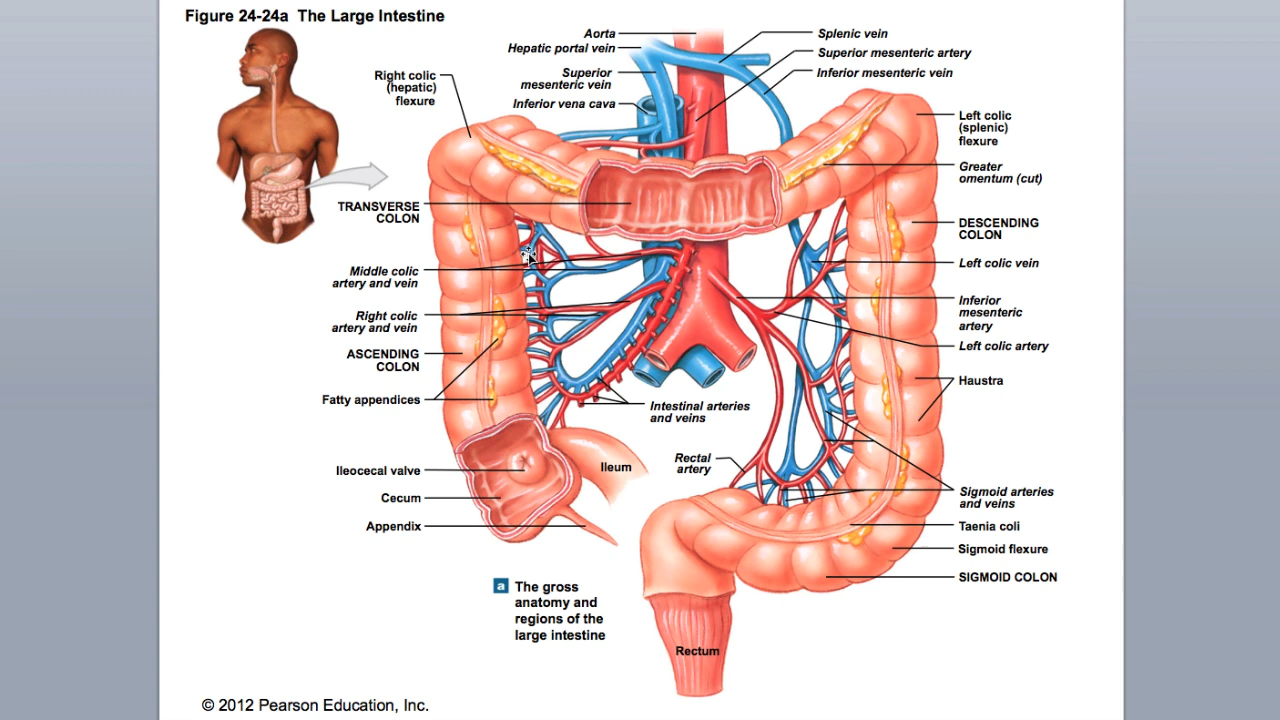 Figure 24-24a  The Large Intestine
Aorta
Hepatic portal vein
Superior
mesenteric vein
Inferior vena cava
Splenic vein
Superior mesenteric artery
Inferior mesenteric vein
Right colic
(hepatic)
flexure
Left colic
(splenic)
flexure
Greater
omentum (cut)
TRANSVERSE
COLON
DESCENDING
COLON
Left colic vein
Middle colic
artery and vein
Inferior
mesenteric
artery
Right colic
artery and vein
Left colic artery
ASCENDING
COLON
Haustra
Fatty appendices
Intestinal arteries
and veins
Rectal
artery
Ileocecal valve
Ileum
Cecum
Sigmoid arteries
and veins
Appendix
Taenia coli
Sigmoid flexure
SIGMOID COLON
a The gross
anatomy and
regions of the
large intestine
Rectum
© 2012 Pearson Education, Inc.